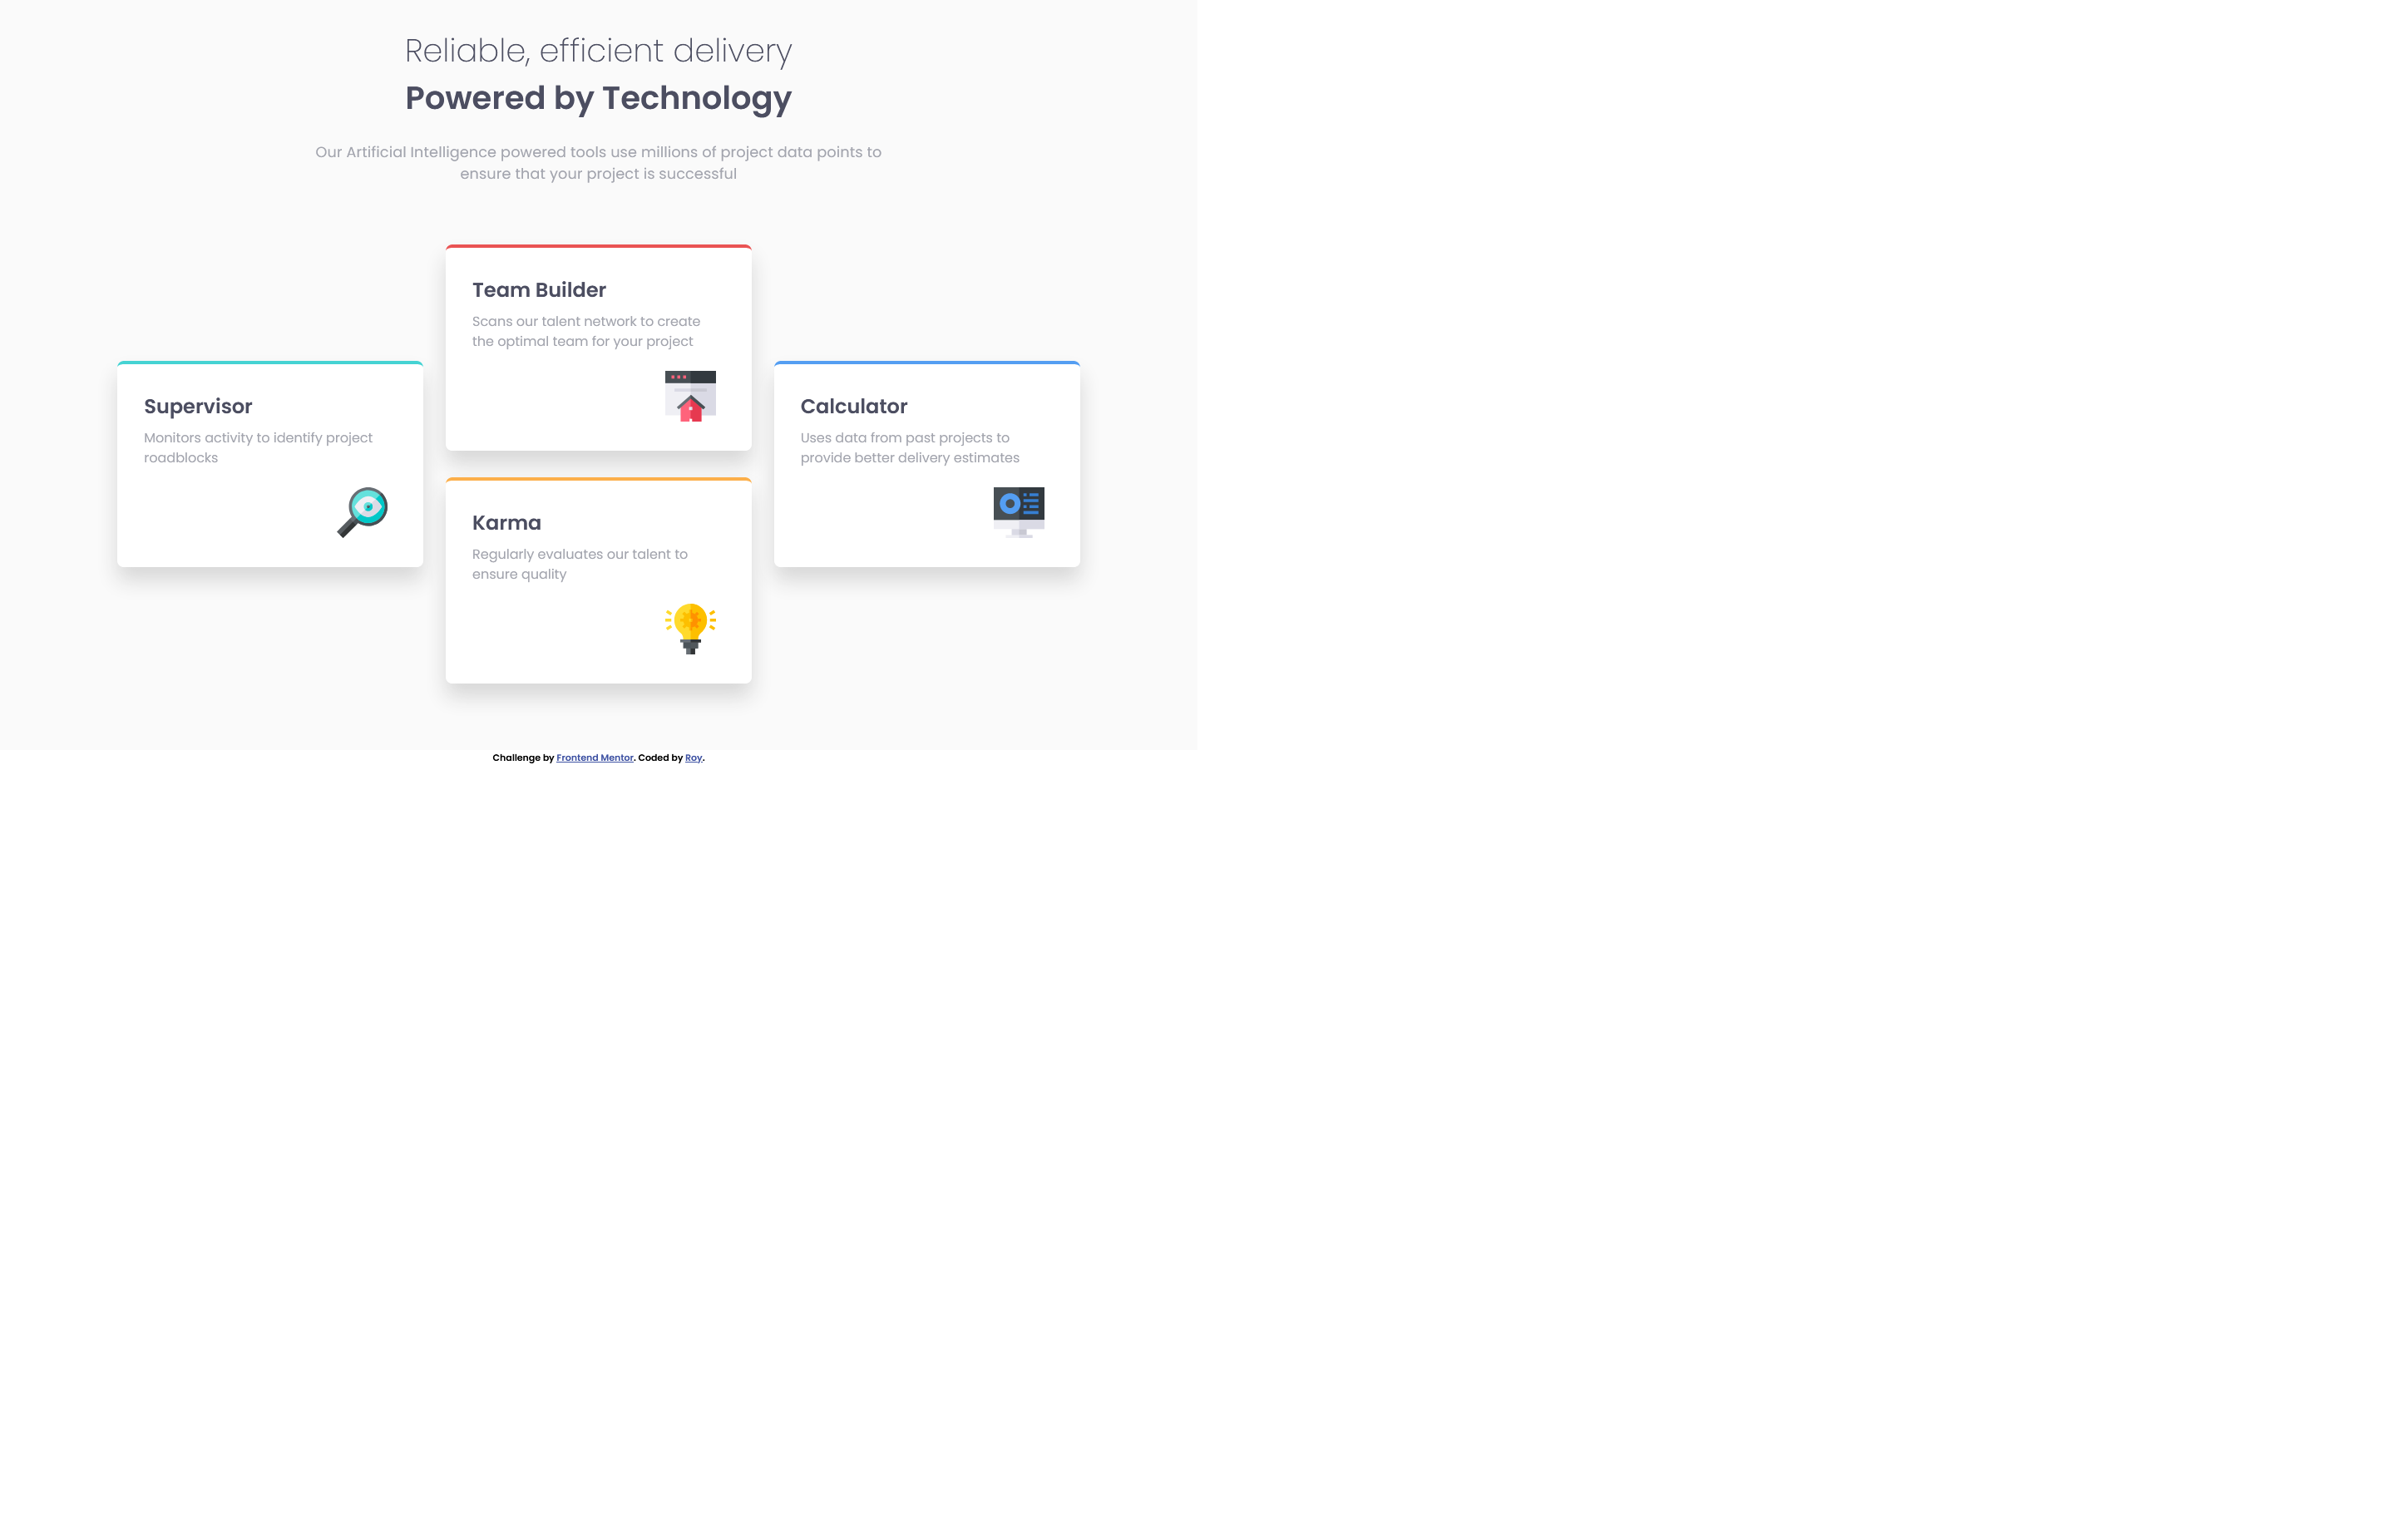 Reliable, efficient delivery
Powered by Technology
Our Artificial Intelligence powered tools use millions of project data points to
ensure that your project is successful
Supervisor
Monitors activity to identify project
roadblocks
Team Builder
Scans our talent network to create
the optimal team for your project
Karma
Regularly evaluates our talent to
ensure quality
Calculator
Uses data from past projects to
provide better delivery estimates
Challenge by Frontend Mentor. Coded by Roy.